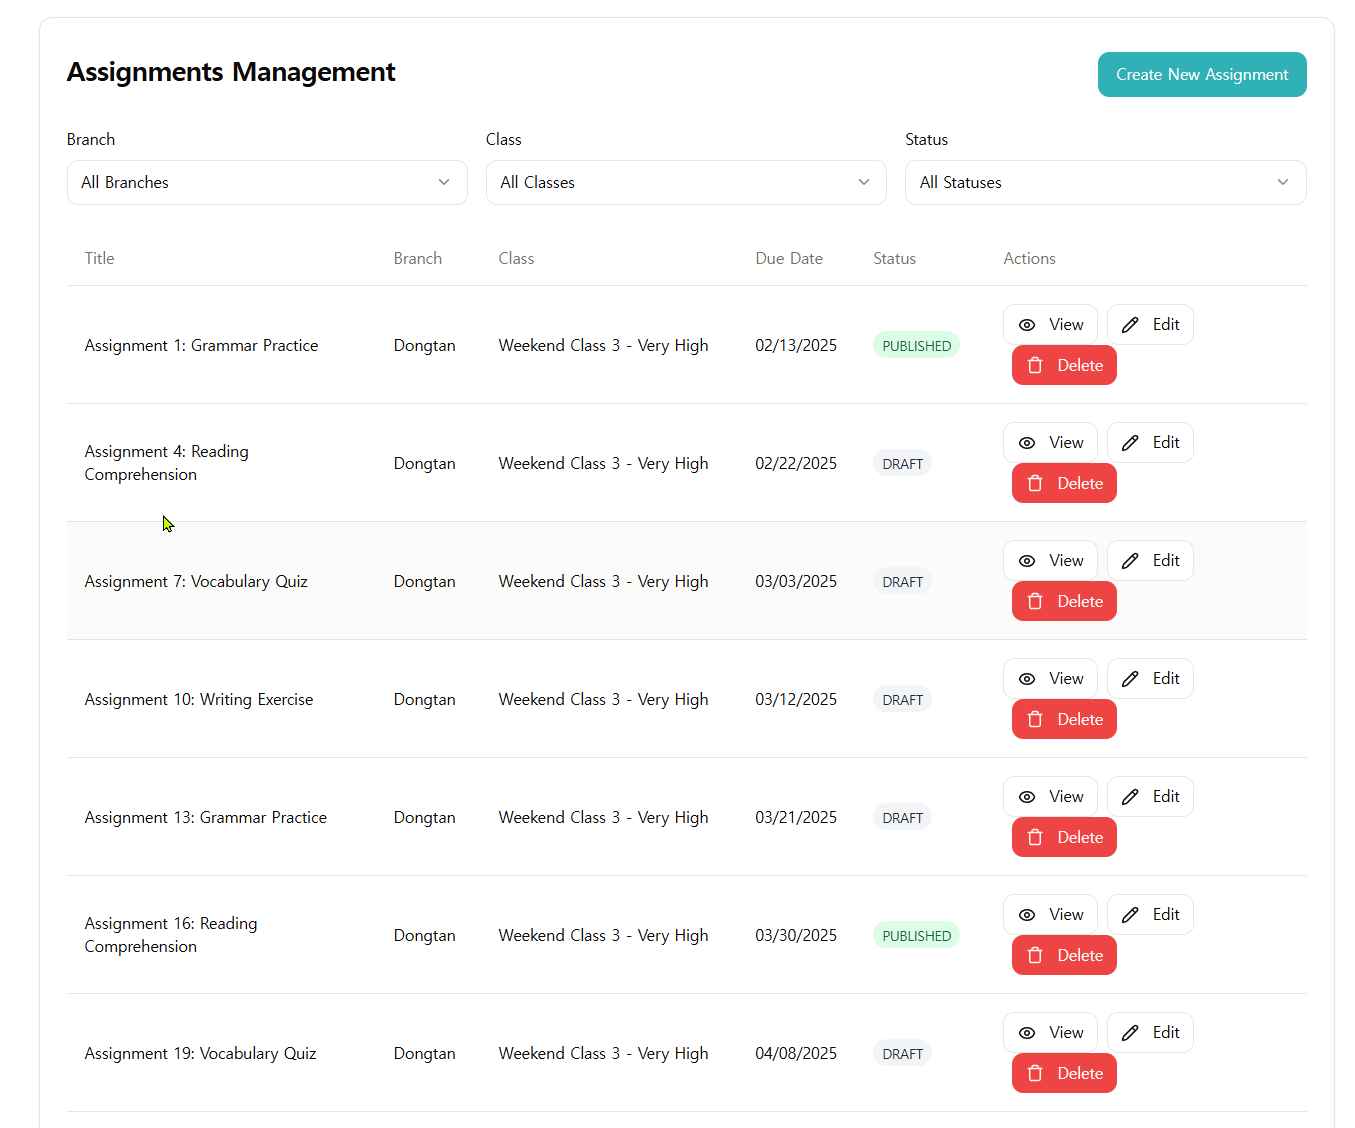 Assignments Management
Create New Assignment
Branch
Class
Status
All Branches
All Classes
All Statuses
Title
Branch
Class
Due Date
Status
Actions
Assignment 1: Grammar Practice
Dongtan
Weekend Class 3 - Very High
02/13/2025
PUBLISHED
View
Edit
Delete
Assignment 4: Reading
Comprehension
Dongtan
Weekend Class 3 - Very High
02/22/2025
DRAFT
View
Edit
Delete
Assignment 7: Vocabulary Quiz
Dongtan
Weekend Class 3 - Very High
03/03/2025
DRAFT
View
Edit
Delete
Assignment 10: Writing Exercise
Dongtan
Weekend Class 3 - Very High
03/12/2025
DRAFT
View
Edit
Delete
Assignment 13: Grammar Practice
Dongtan
Weekend Class 3 - Very High
03/21/2025
DRAFT
View
Edit
Delete
Assignment 16: Reading
Comprehension
Dongtan
Weekend Class 3 - Very High
03/30/2025
PUBLISHED
View
Edit
Delete
Assignment 19: Vocabulary Quiz
Dongtan
Weekend Class 3 - Very High
04/08/2025
DRAFT
View
Edit
Delete